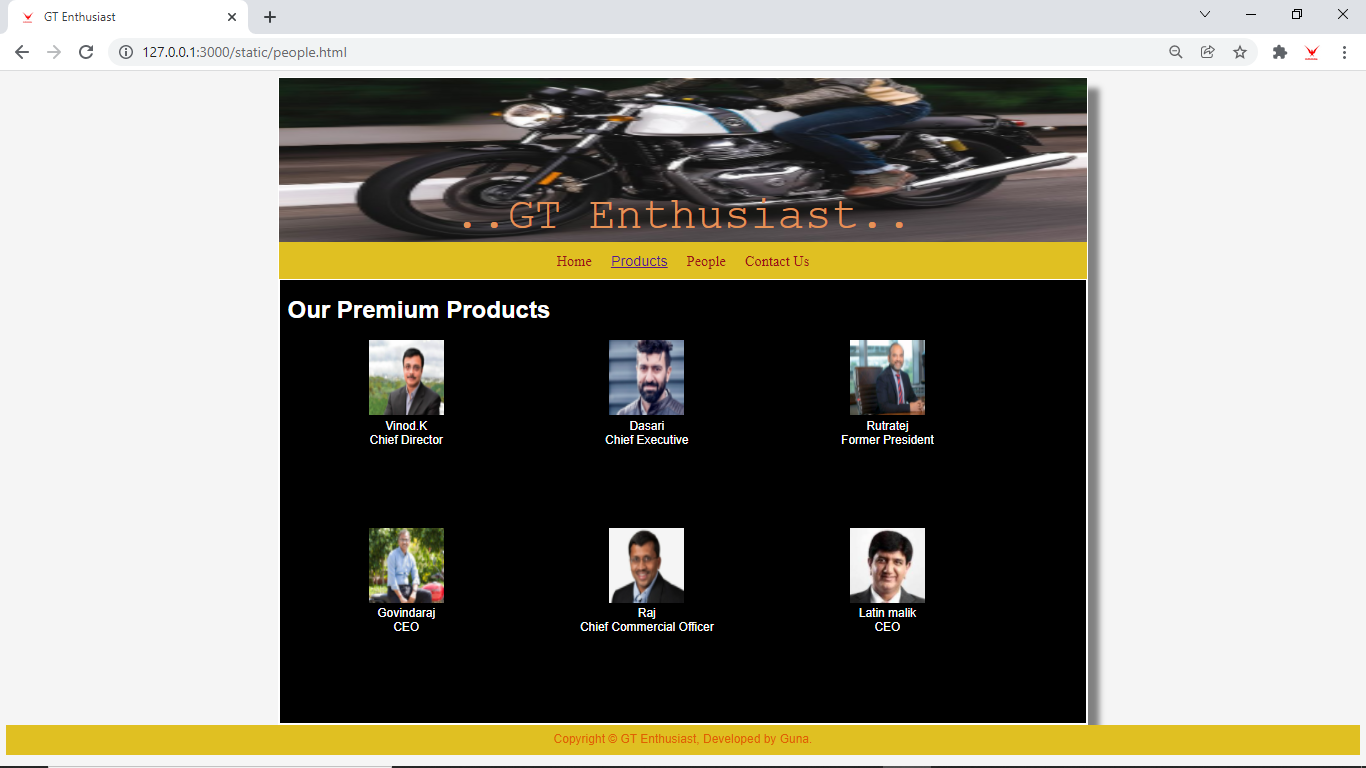 GT Enthusiast
127.0.0.1:3000/static/people.html
..GT Enthusiast..
Home Products People Contact Us
Our Premium Products
Vinod.K
Chief Director
Dasari
Chief Executive
Rutratej
Former President
Govindaraj
CEO
Raj
Chief Commercial Officer
Latin malik
CEO
Copyright © GT Enthusiast, Developed by Guna.